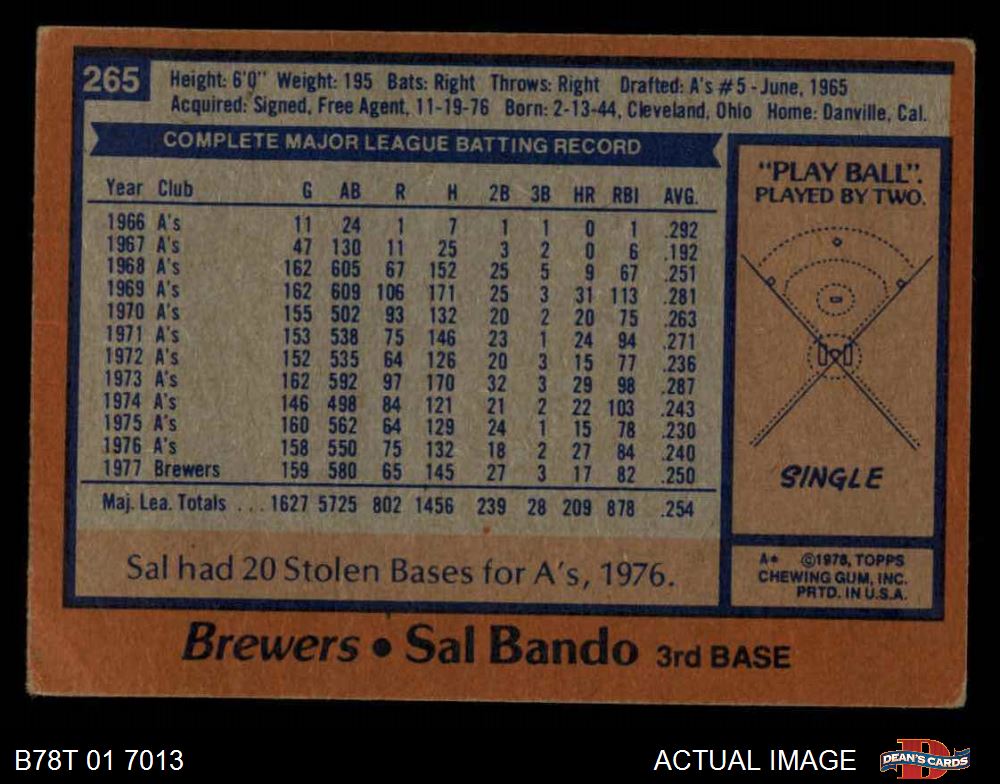 265
Height: 6'0" Weight: 195 Bats: Right Throws: Right Drafted: A's #5 - June, 1965
Acquired: Signed, Free Agent, 11-19-76 Born: 2-13-44, Cleveland, Ohio Home: Danville, Cal.
COMPLETE MAJOR LEAGUE BATTING RECORD
Year Club G AB R H 2B 3B HR RBI AVG.
1966 A's 11 24 1 7 1 1 0 1 .292
1967 A's 47 130 11 25 3 2 0 6 .192
1968 A's 162 605 67 152 25 5 9 67 .251
1969 A's 162 609 106 171 25 3 31 113 .281
1970 A's 155 502 93 132 20 2 20 75 .263
1971 A's 153 538 75 146 23 1 24 94 .271
1972 A's 152 535 64 126 20 3 15 77 .236
1973 A's 162 592 97 170 32 3 29 98 .287
1974 A's 146 498 84 121 21 2 22 103 .243
1975 A's 160 562 64 129 24 1 15 78 .230
1976 A's 158 550 75 132 18 2 27 84 .240
1977 Brewers 159 580 65 145 27 3 17 82 .250
Maj. Lea. Totals . . . 1627 5725 802 1456 239 28 209 878 .254
Sal had 20 Stolen Bases for A's, 1976.
"PLAY BALL".
PLAYED BY TWO.
SINGLE
A* ©1978, TOPPS
CHEWING GUM, INC.
PRTD. IN U.S.A.
Brewers • Sal Bando 3rd BASE
B78T 01 7013
ACTUAL IMAGE
DEAN'S CARDS